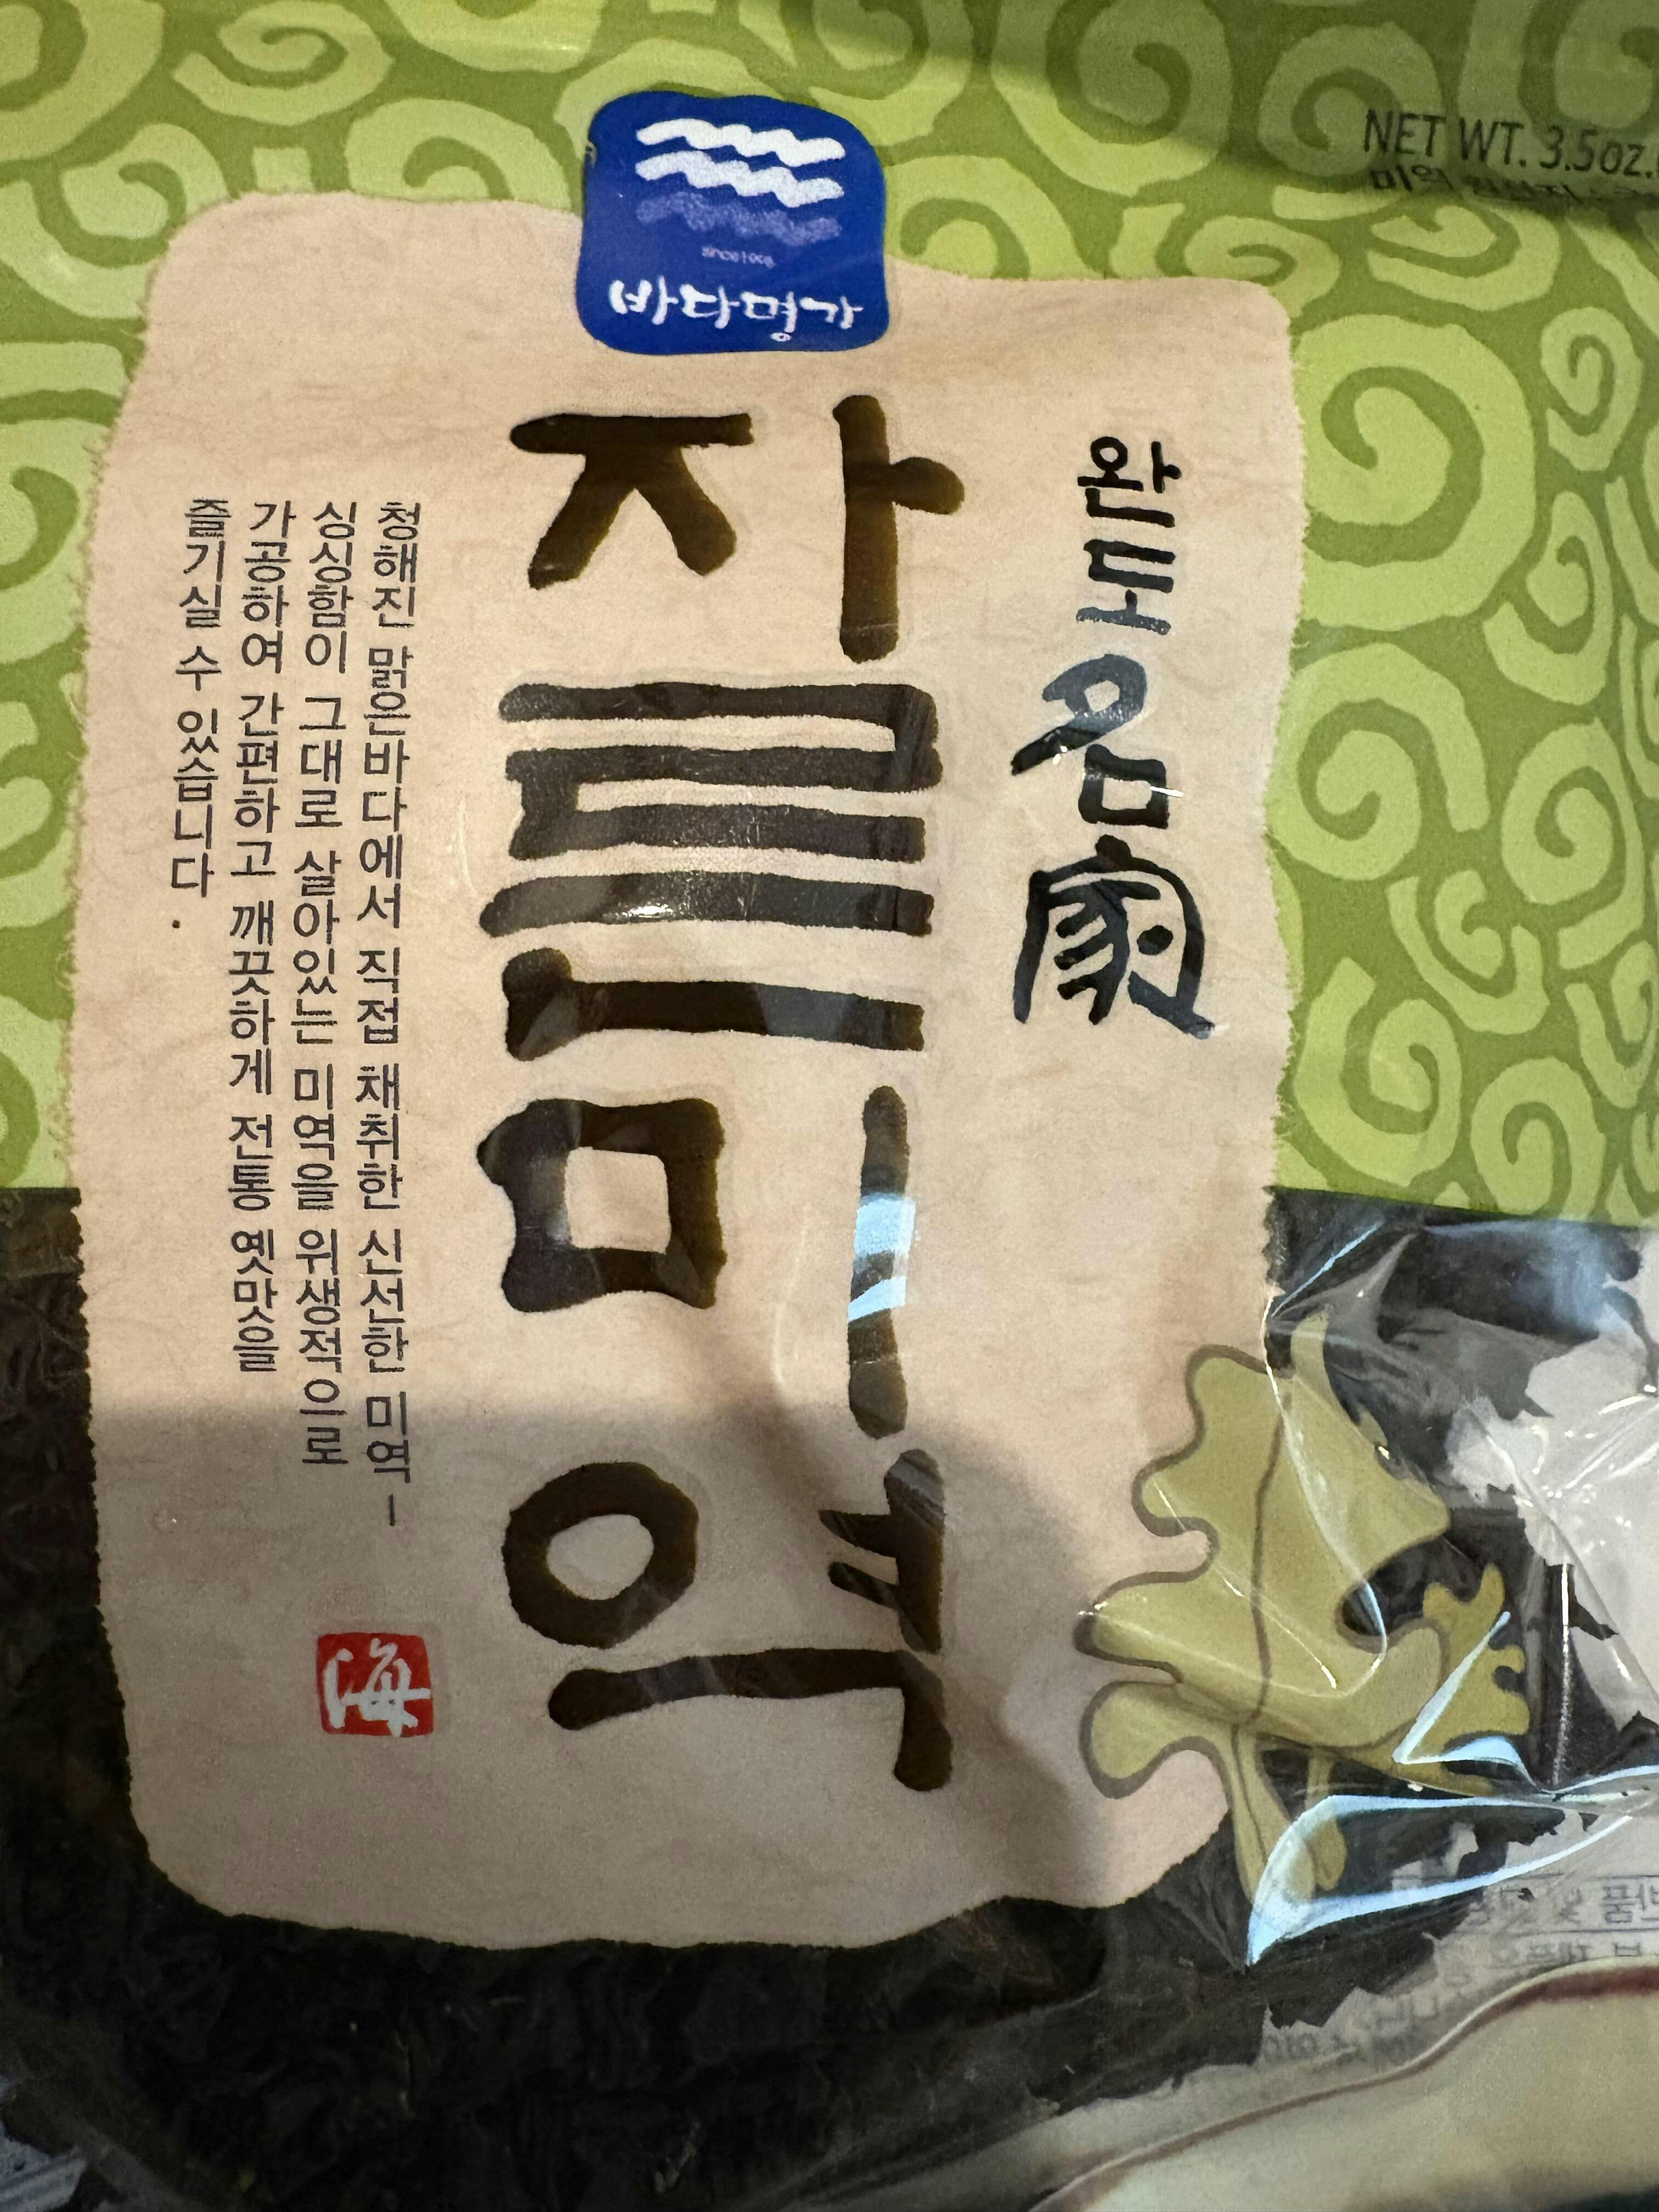 NET WT. 3.5oz.
바다명가
완도 名家
자른미역
청해진 맑은바다에서 직접 채취한 신선한 미역 –
싱싱함이 그대로 살아있는 미역을 위생적으로
가공하여 간편하고 깨끗하게 전통 옛맛을
즐기실 수 있습니다.
海